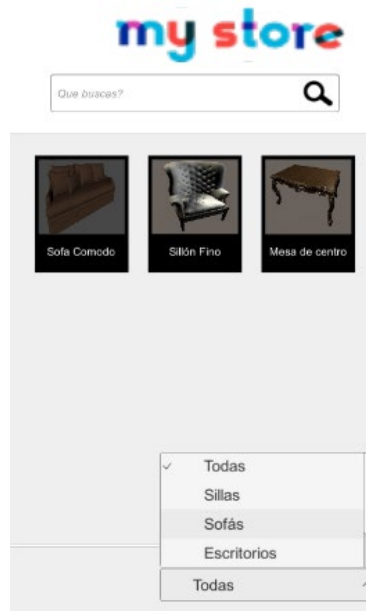 my store
Que buscas?
Sofa Comodo
Sillón Fino
Mesa de centro
Todas
Sillas
Sofás
Escritorios
Todas